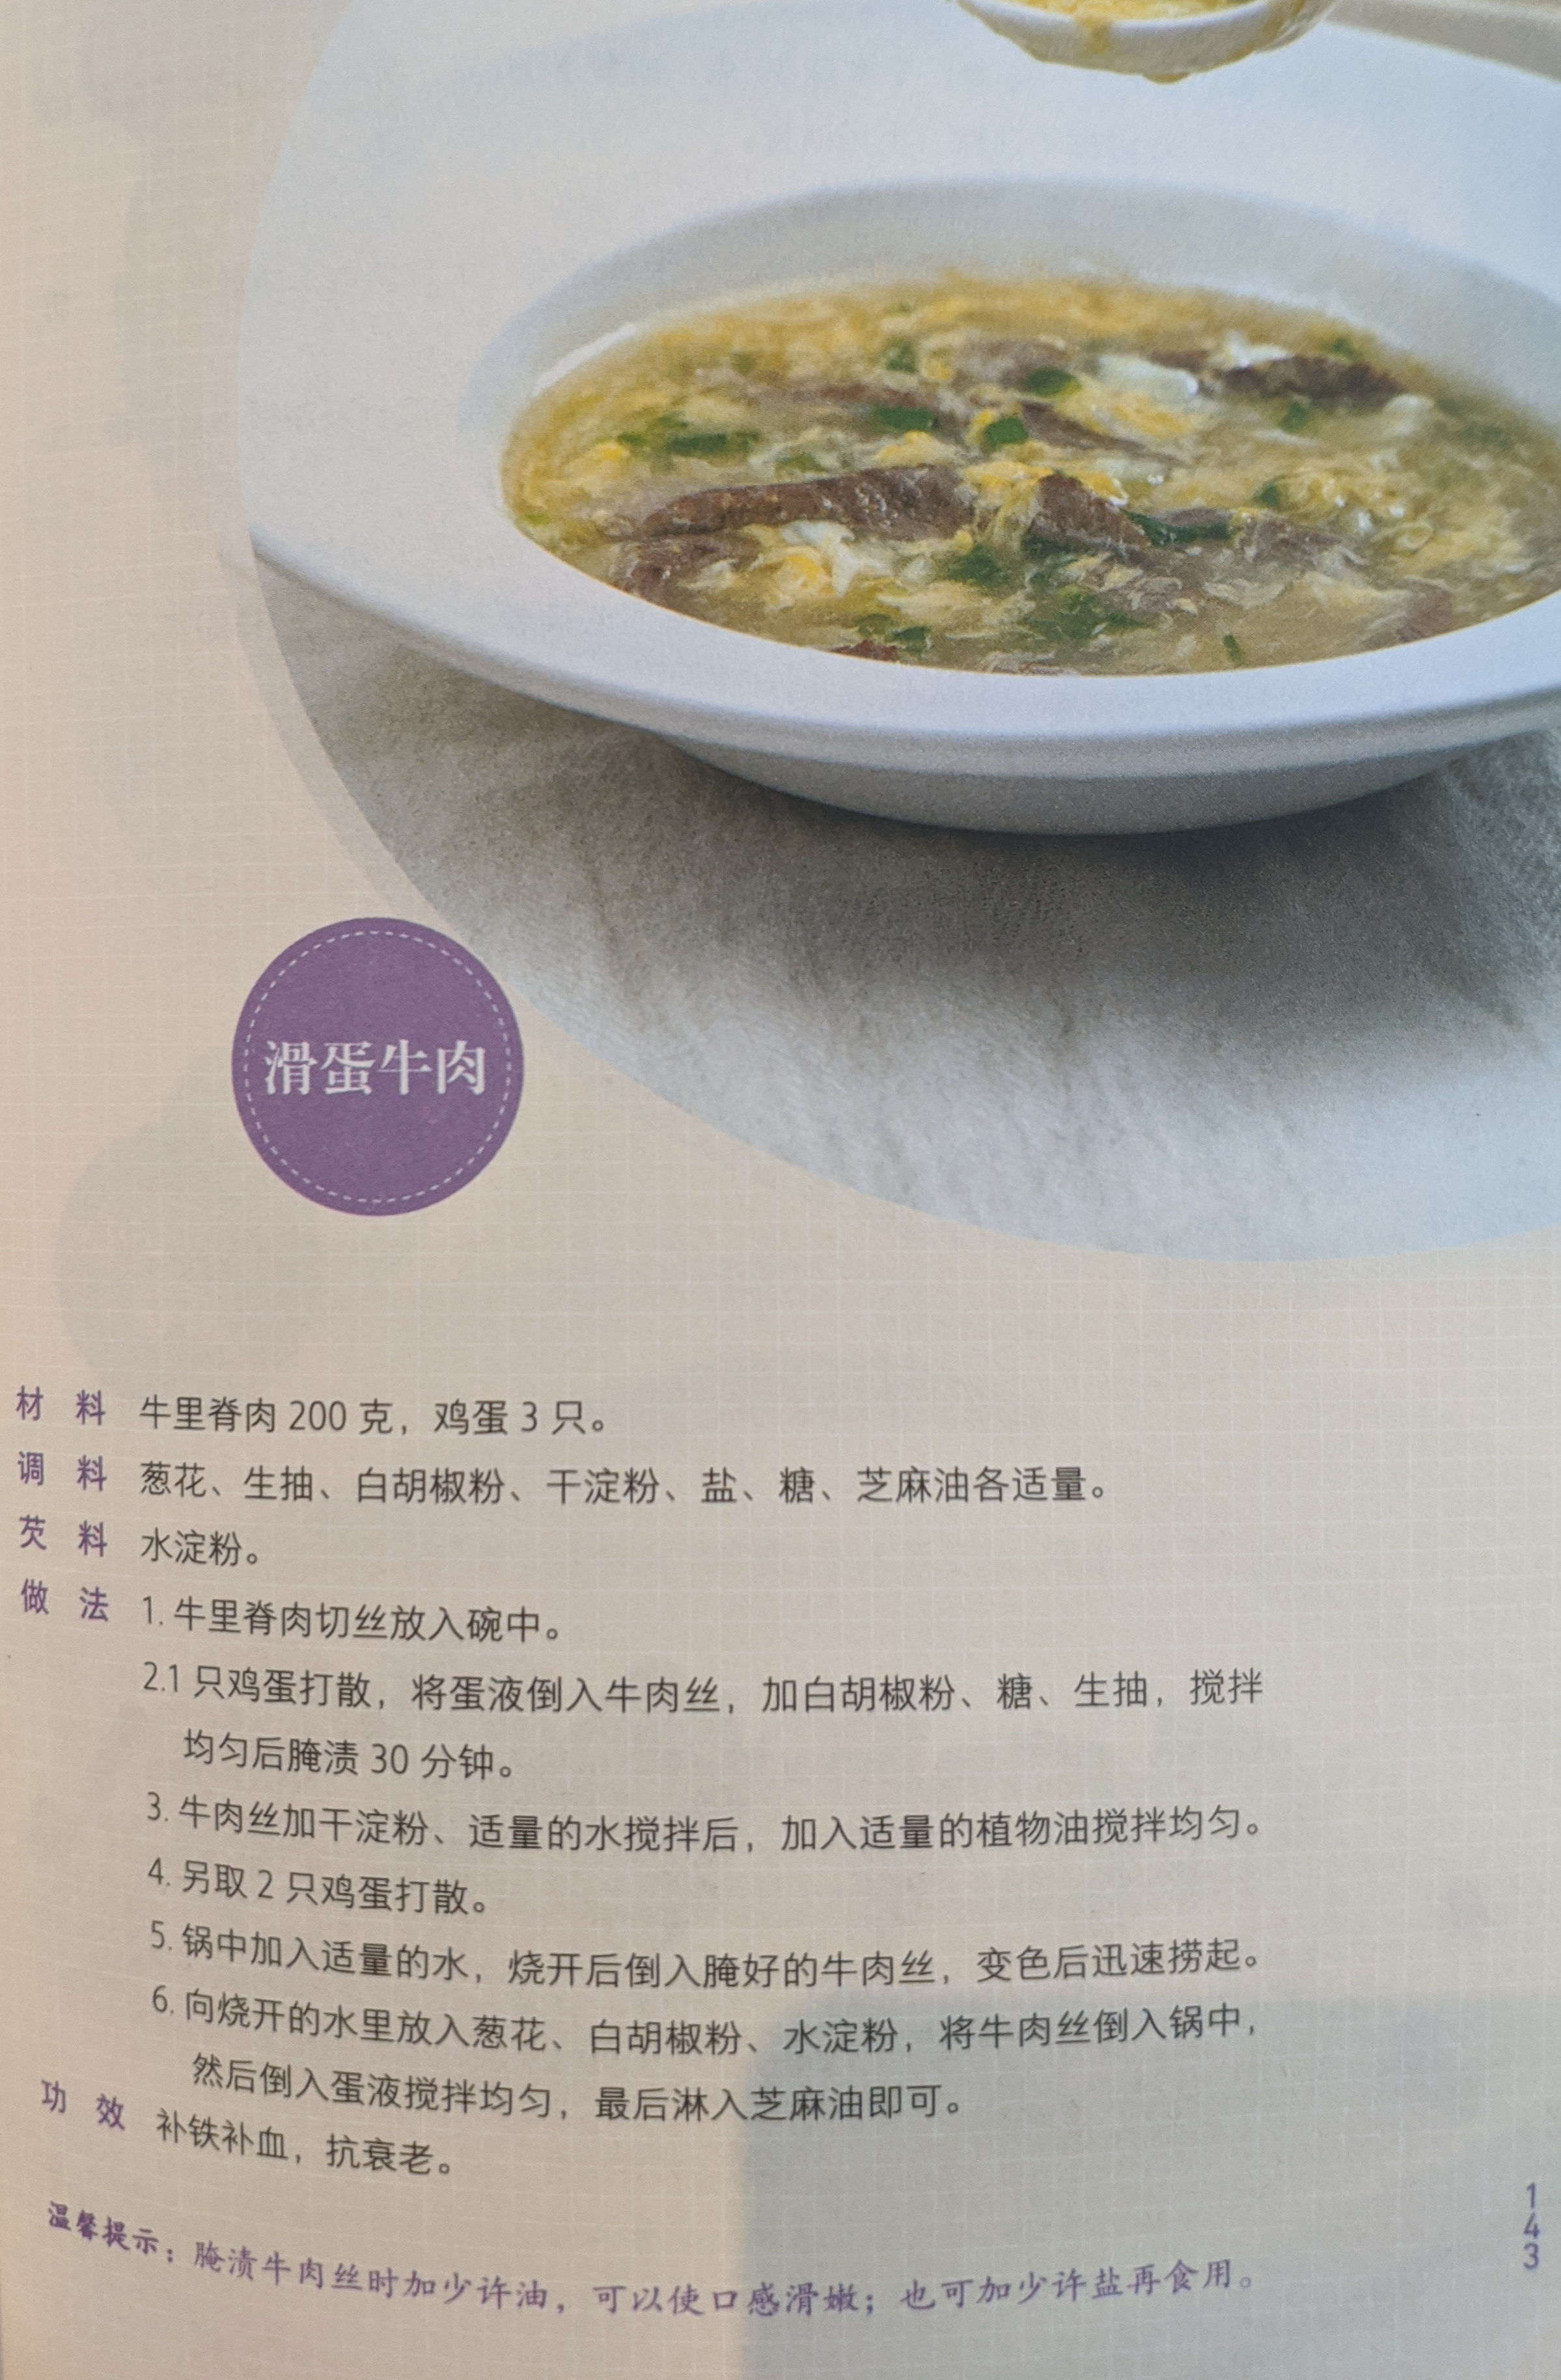 滑蛋牛肉
材 料 牛里脊肉 200 克，鸡蛋 3 只。
调 料 葱花、生抽、白胡椒粉、干淀粉、盐、糖、芝麻油各适量。
芡 料 水淀粉。
做 法 1. 牛里脊肉切丝放入碗中。
2.1 只鸡蛋打散，将蛋液倒入牛肉丝，加白胡椒粉、糖、生抽，搅拌
均匀后腌渍 30 分钟。
3. 牛肉丝加干淀粉、适量的水搅拌后，加入适量的植物油搅拌均匀。
4. 另取 2 只鸡蛋打散。
5. 锅中加入适量的水，烧开后倒入腌好的牛肉丝，变色后迅速捞起。
6. 向烧开的水里放入葱花、白胡椒粉、水淀粉，将牛肉丝倒入锅中，
然后倒入蛋液搅拌均匀，最后淋入芝麻油即可。
功 效 补铁补血，抗衰老。
温馨提示：腌渍牛肉丝时加少许油，可以使口感滑嫩；也可加少许盐再食用。
143